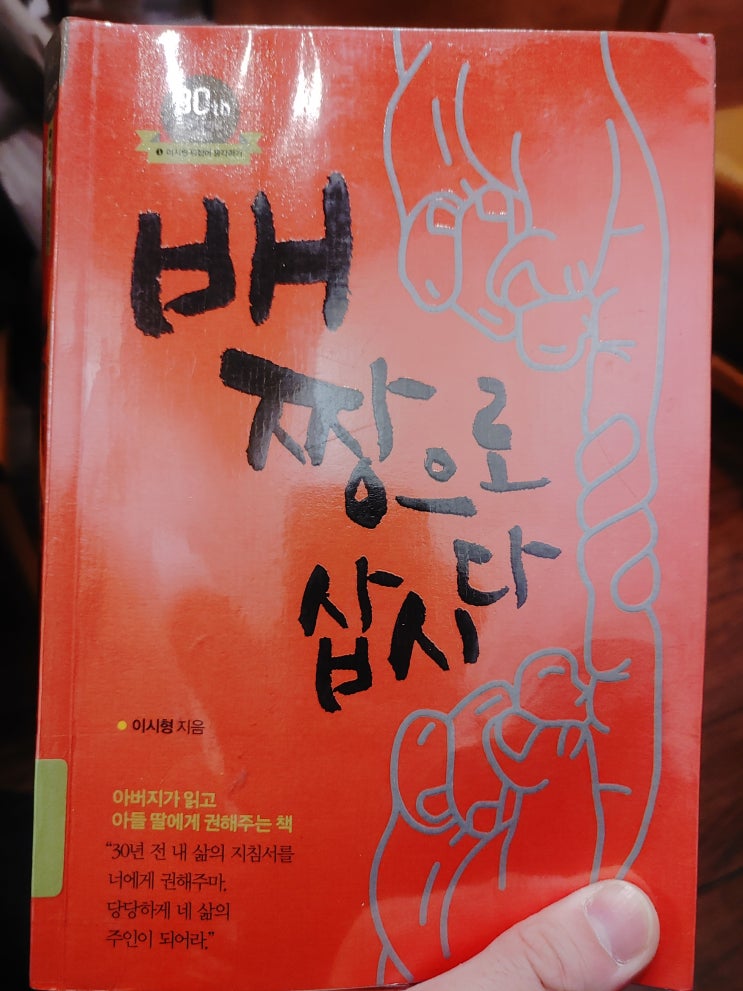 30th
배
짱으로
삽시다
이시형 지음
아버지가 읽고
아들 딸에게 권해주는 책
“30년 전 내 삶의 지침서를
너에게 권해주마,
당당하게 네 삶의
주인이 되어라.”